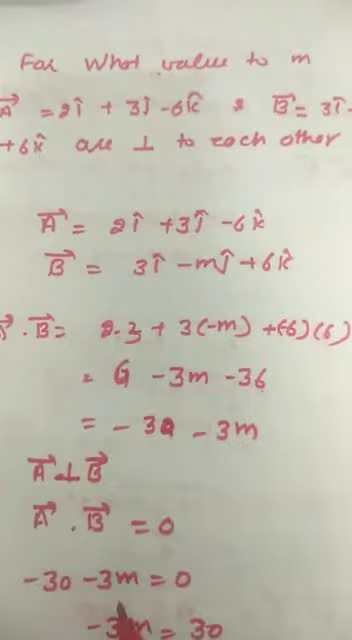 For What value to m
A⃗ = 2î + 3ĵ - 6k̂ & B⃗ = 3î -
+6k̂ are ⊥ to each other
A⃗ = 2î + 3ĵ - 6k̂
B⃗ = 3î - mĵ + 6k̂
A⃗ . B⃗ = 2.3 + 3(-m) + (-6)(6)
= 6 - 3m - 36
= - 30 - 3m
A⃗ ⊥ B⃗
A⃗ . B⃗ = 0
-30 - 3m = 0
-3m = 30